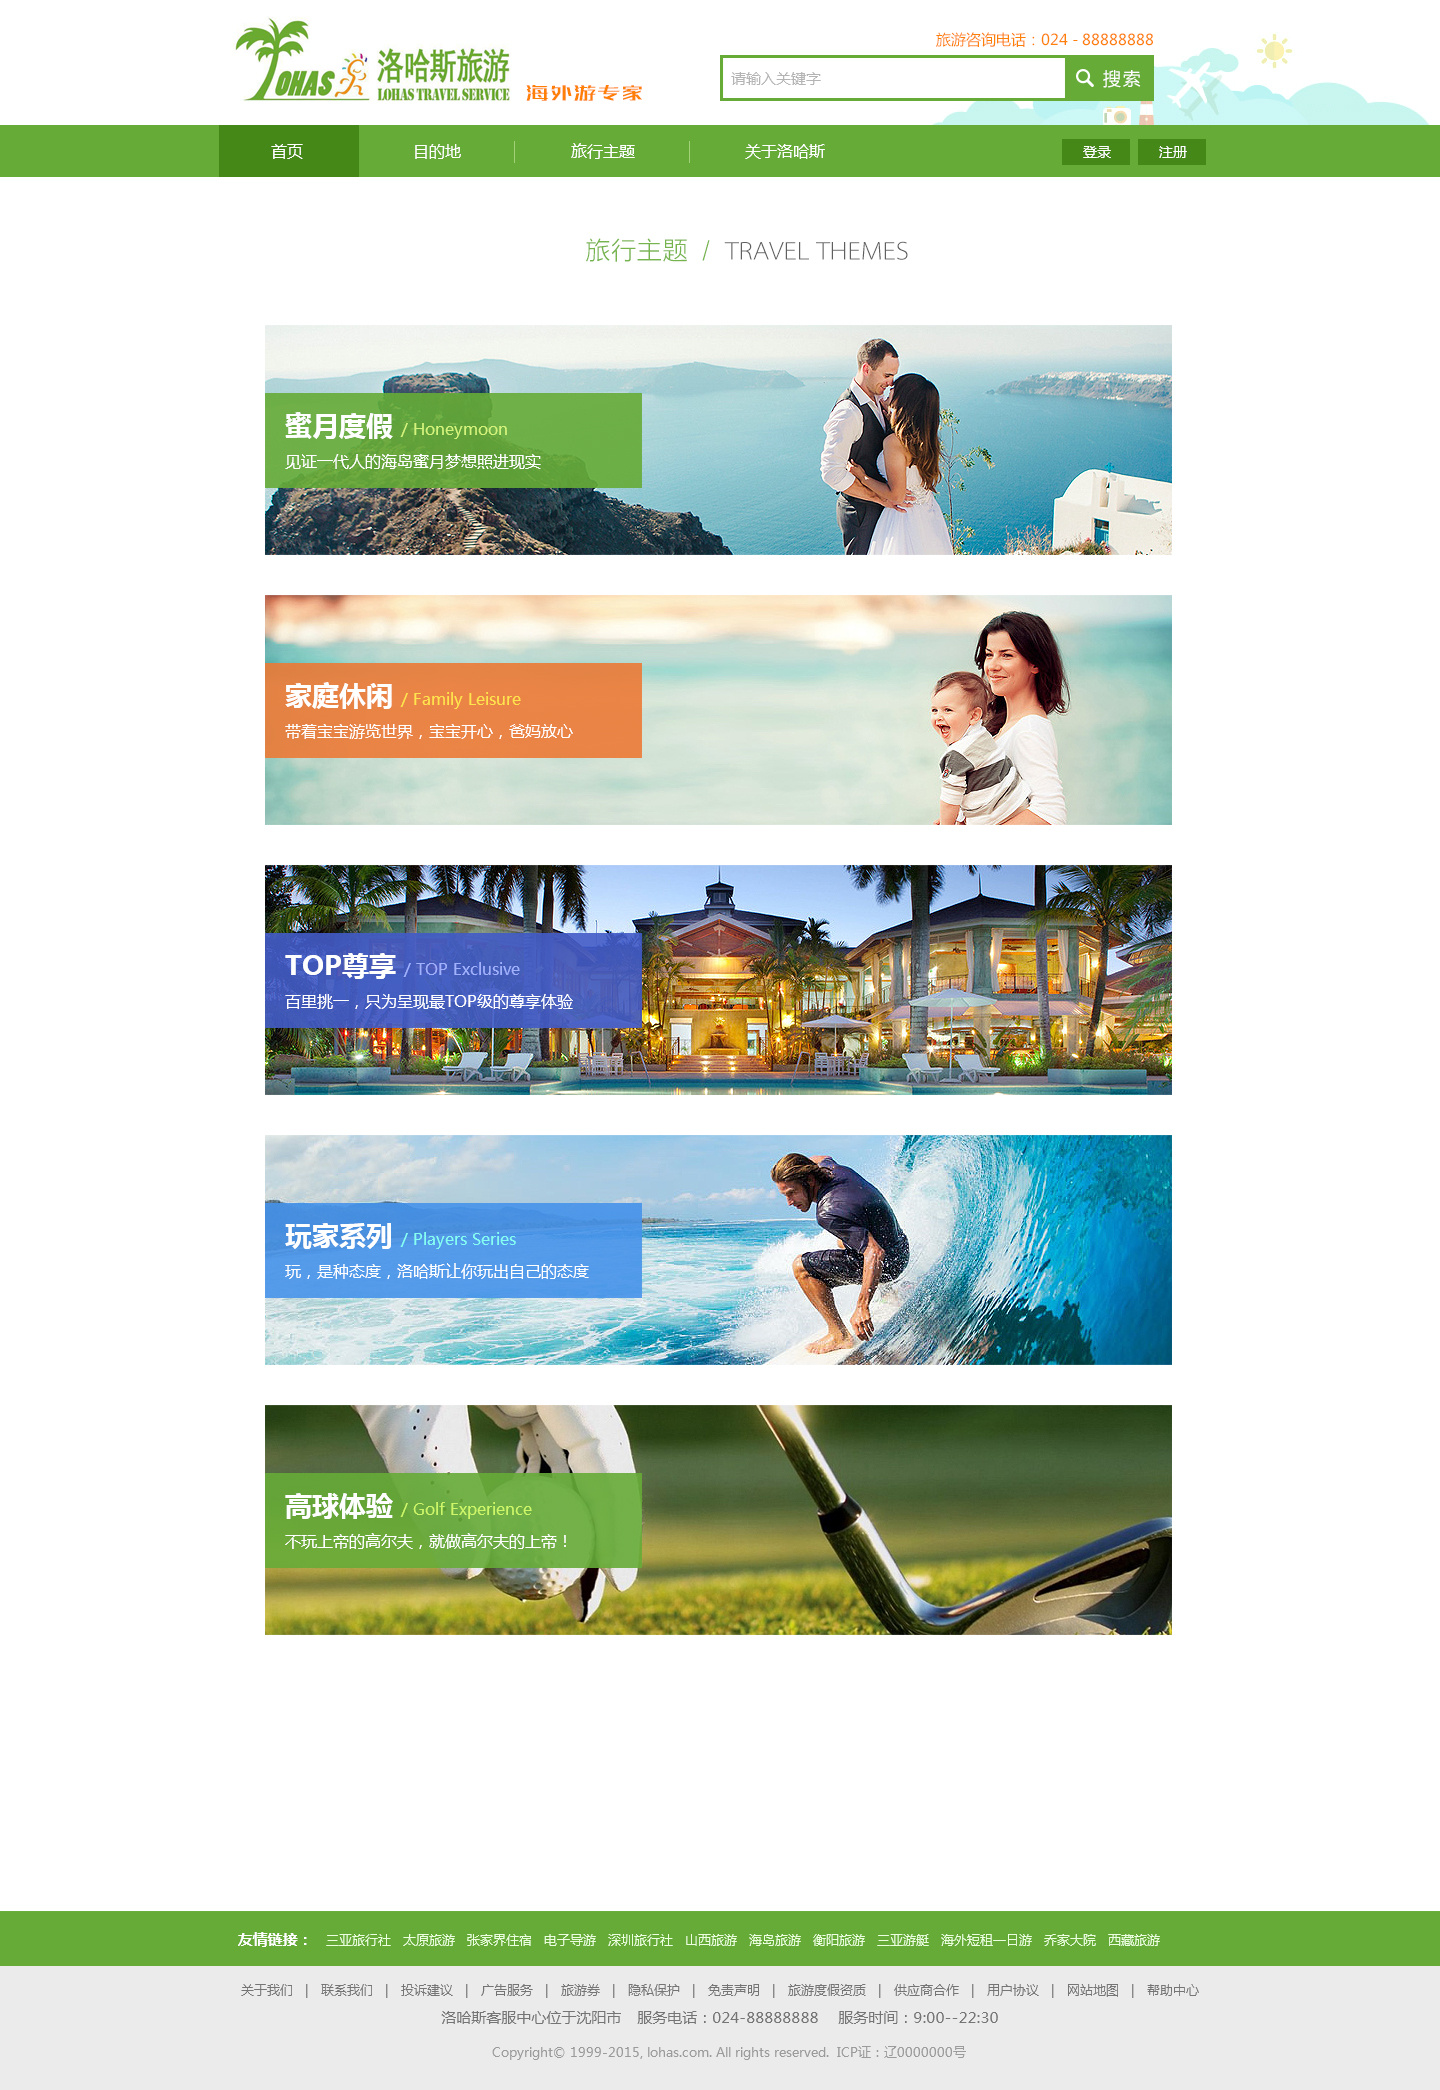 旅游咨询电话：024 - 88888888
LOHAS 洛哈斯旅游
LOHAS TRAVEL SERVICE 海外游专家
请输入关键字 搜索
首页 目的地 旅行主题 关于洛哈斯 登录 注册
旅行主题 / TRAVEL THEMES
蜜月度假 / Honeymoon
见证一代人的海岛蜜月梦想照进现实
家庭休闲 / Family Leisure
带着宝宝游览世界，宝宝开心，爸妈放心
TOP尊享 / TOP Exclusive
百里挑一，只为呈现最TOP级的尊享体验
玩家系列 / Players Series
玩，是种态度，洛哈斯让你玩出自己的态度
高球体验 / Golf Experience
不玩上帝的高尔夫，就做高尔夫的上帝！
友情链接： 三亚旅行社 太原旅游 张家界住宿 电子导游 深圳旅行社 山西旅游 海岛旅游 衡阳旅游 三亚游艇 海外短租一日游 乔家大院 西藏旅游
关于我们 | 联系我们 | 投诉建议 | 广告服务 | 旅游券 | 隐私保护 | 免责声明 | 旅游度假资质 | 供应商合作 | 用户协议 | 网站地图 | 帮助中心
洛哈斯客服中心位于沈阳市 服务电话：024-88888888 服务时间：9:00--22:30
Copyright© 1999-2015, lohas.com. All rights reserved. ICP证：辽0000000号